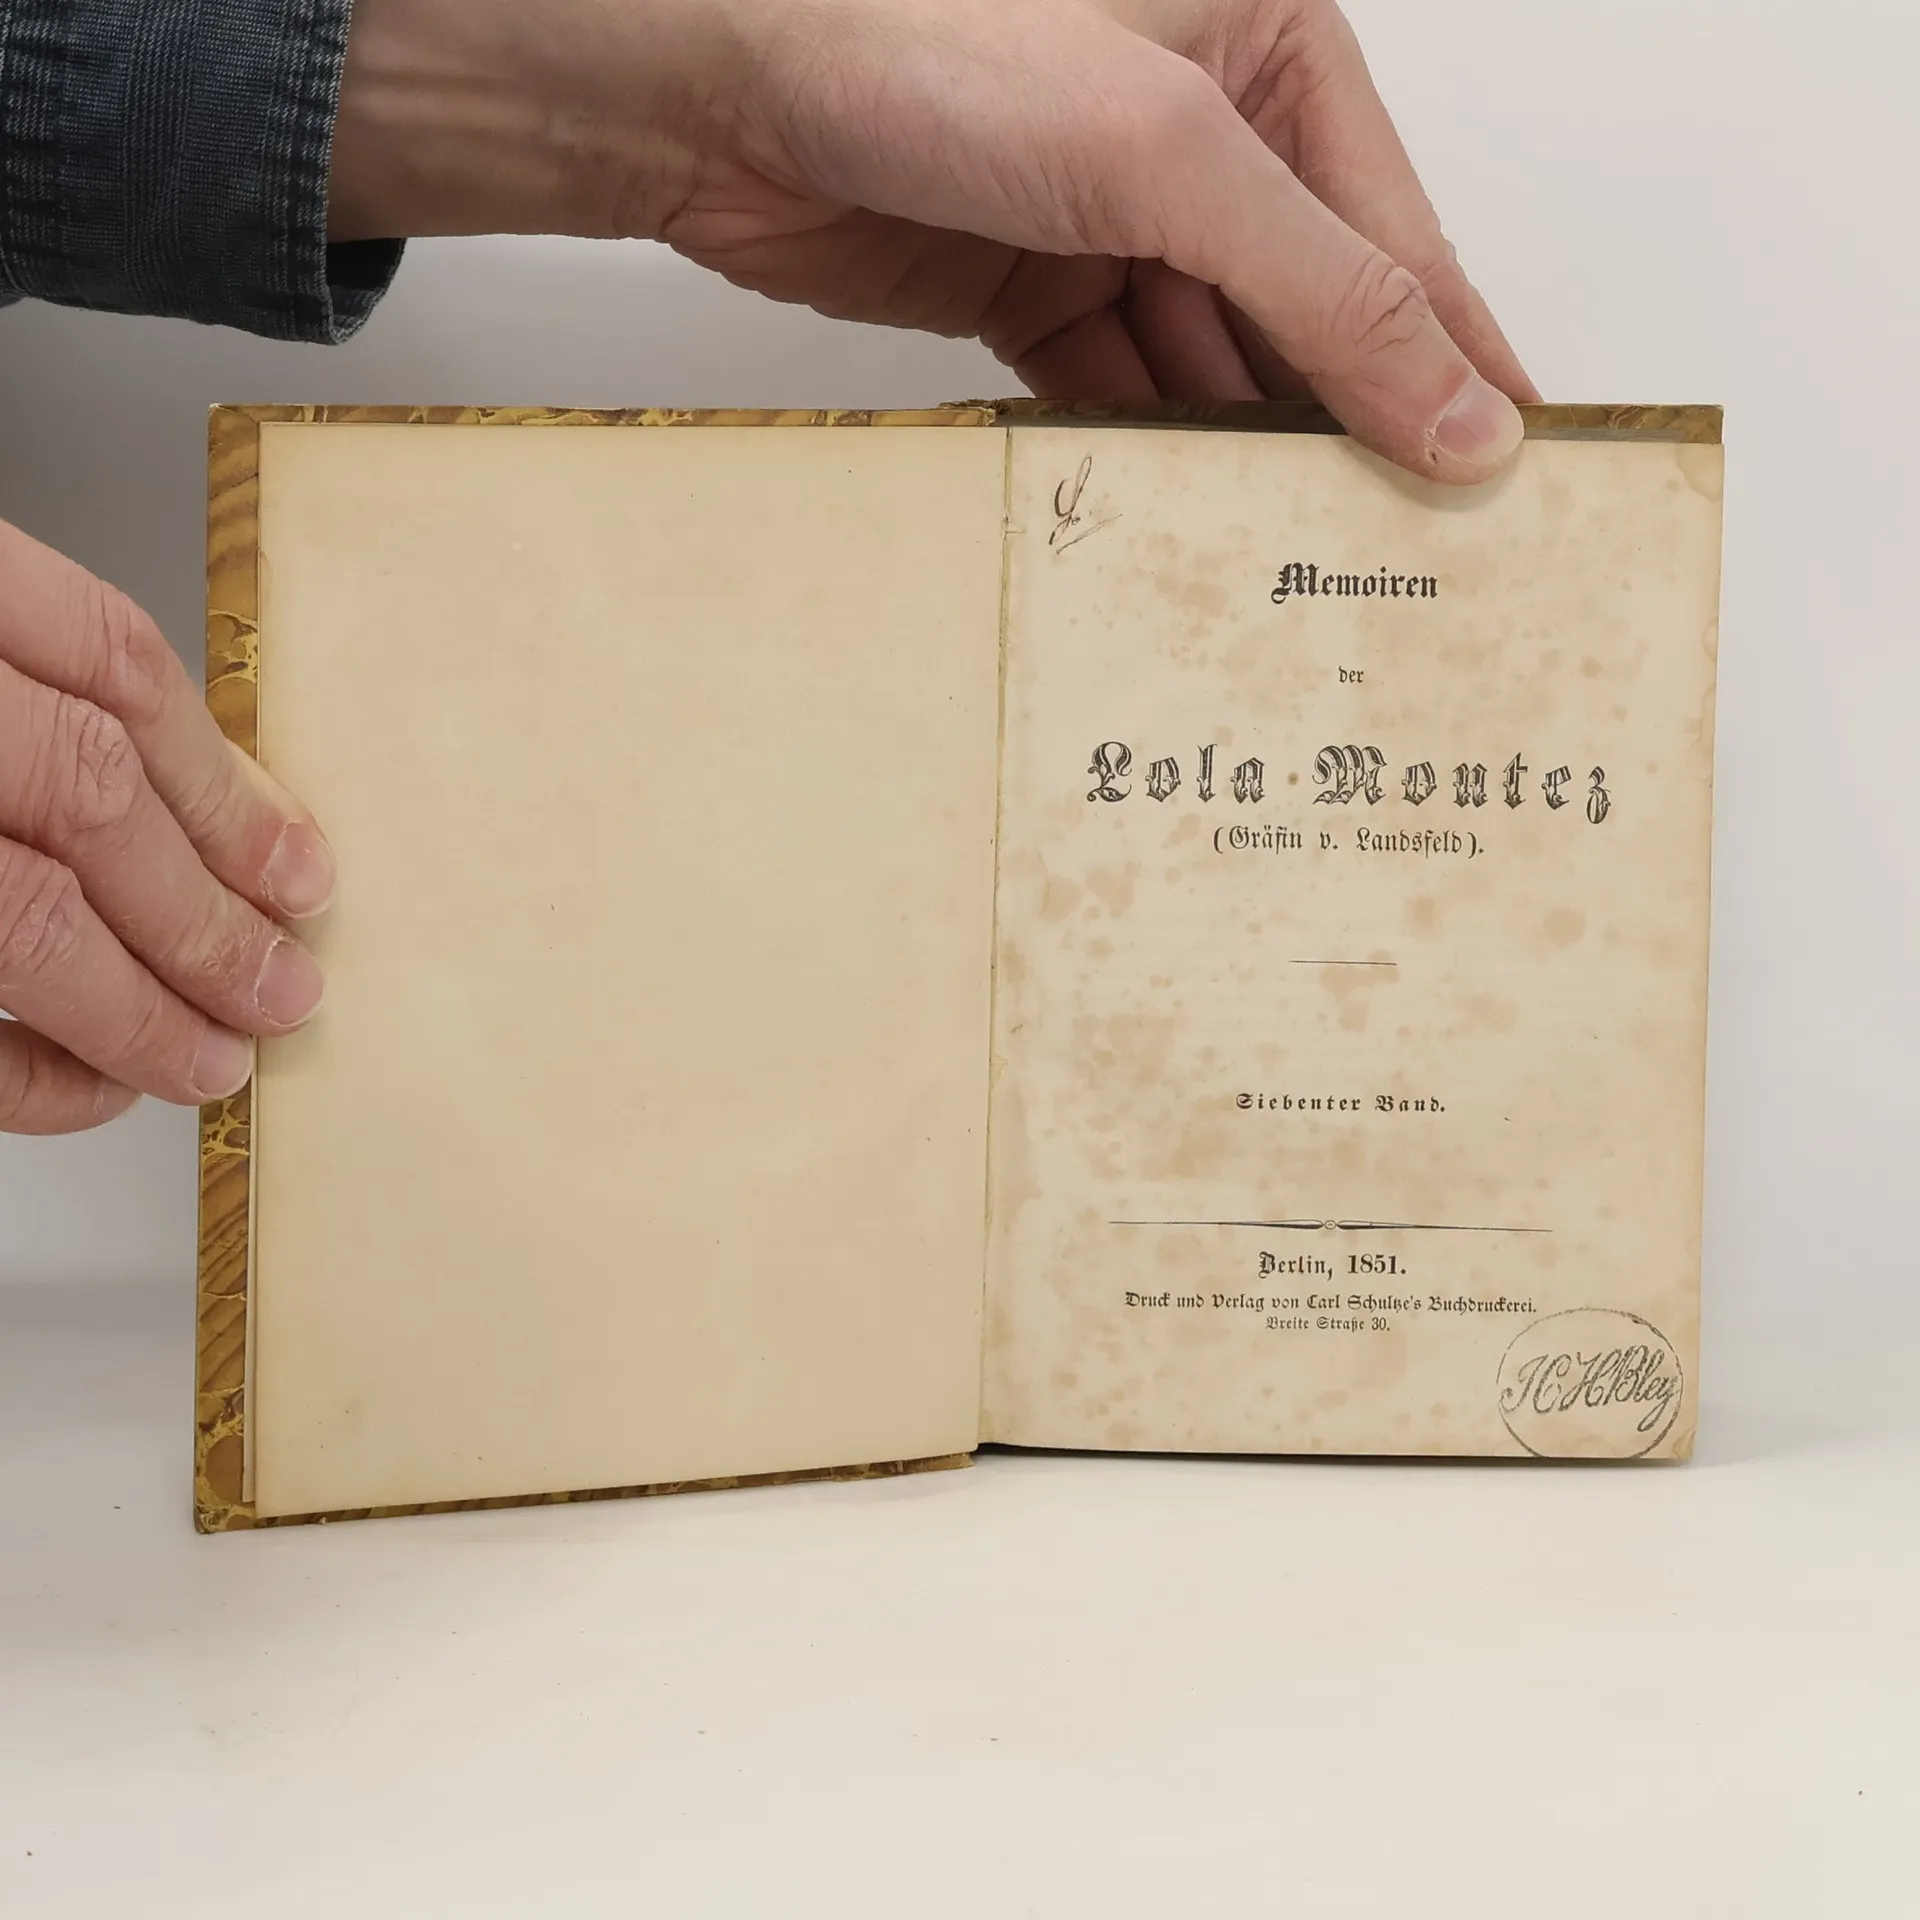 Memoiren
der
Lola Montez
(Gräfin v. Landsfeld).
Siebenter Band.
Berlin, 1851.
Druck und Verlag von Carl Schultze's Buchdruckerei.
Breite Straße 30.
HBley